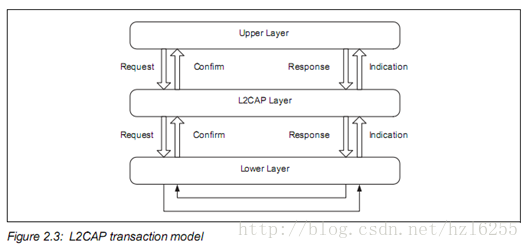 Upper Layer
Request Confirm Response Indication
L2CAP Layer
Request Confirm Response Indication
Lower Layer
http://blog.csdn.net/hzl6255
Figure 2.3: L2CAP transaction model